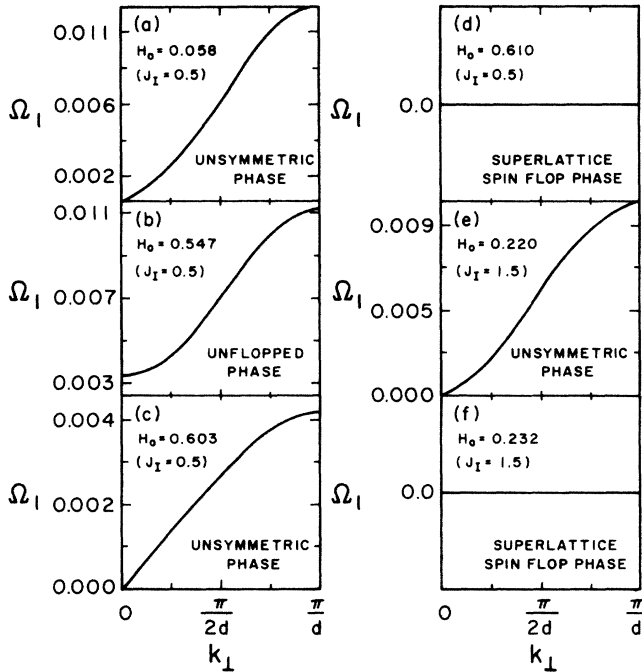 (a)
H₀ = 0.058
(J_I = 0.5)
UNSYMMETRIC
PHASE
Ω₁
0.011
0.006
0.002
(b)
H₀ = 0.547
(J_I = 0.5)
UNFLOPPED
PHASE
Ω₁
0.011
0.007
0.003
(c)
H₀ = 0.603
(J_I = 0.5)
UNSYMMETRIC
PHASE
Ω₁
0.004
0.002
0.000
0
π/2d
π/d
k⊥
(d)
H₀ = 0.610
(J_I = 0.5)
SUPERLATTICE
SPIN FLOP PHASE
Ω₁
0.0
(e)
H₀ = 0.220
(J_I = 1.5)
UNSYMMETRIC
PHASE
Ω₁
0.009
0.005
0.000
(f)
H₀ = 0.232
(J_I = 1.5)
SUPERLATTICE
SPIN FLOP PHASE
Ω₁
0.0
0
π/2d
π/d
k⊥